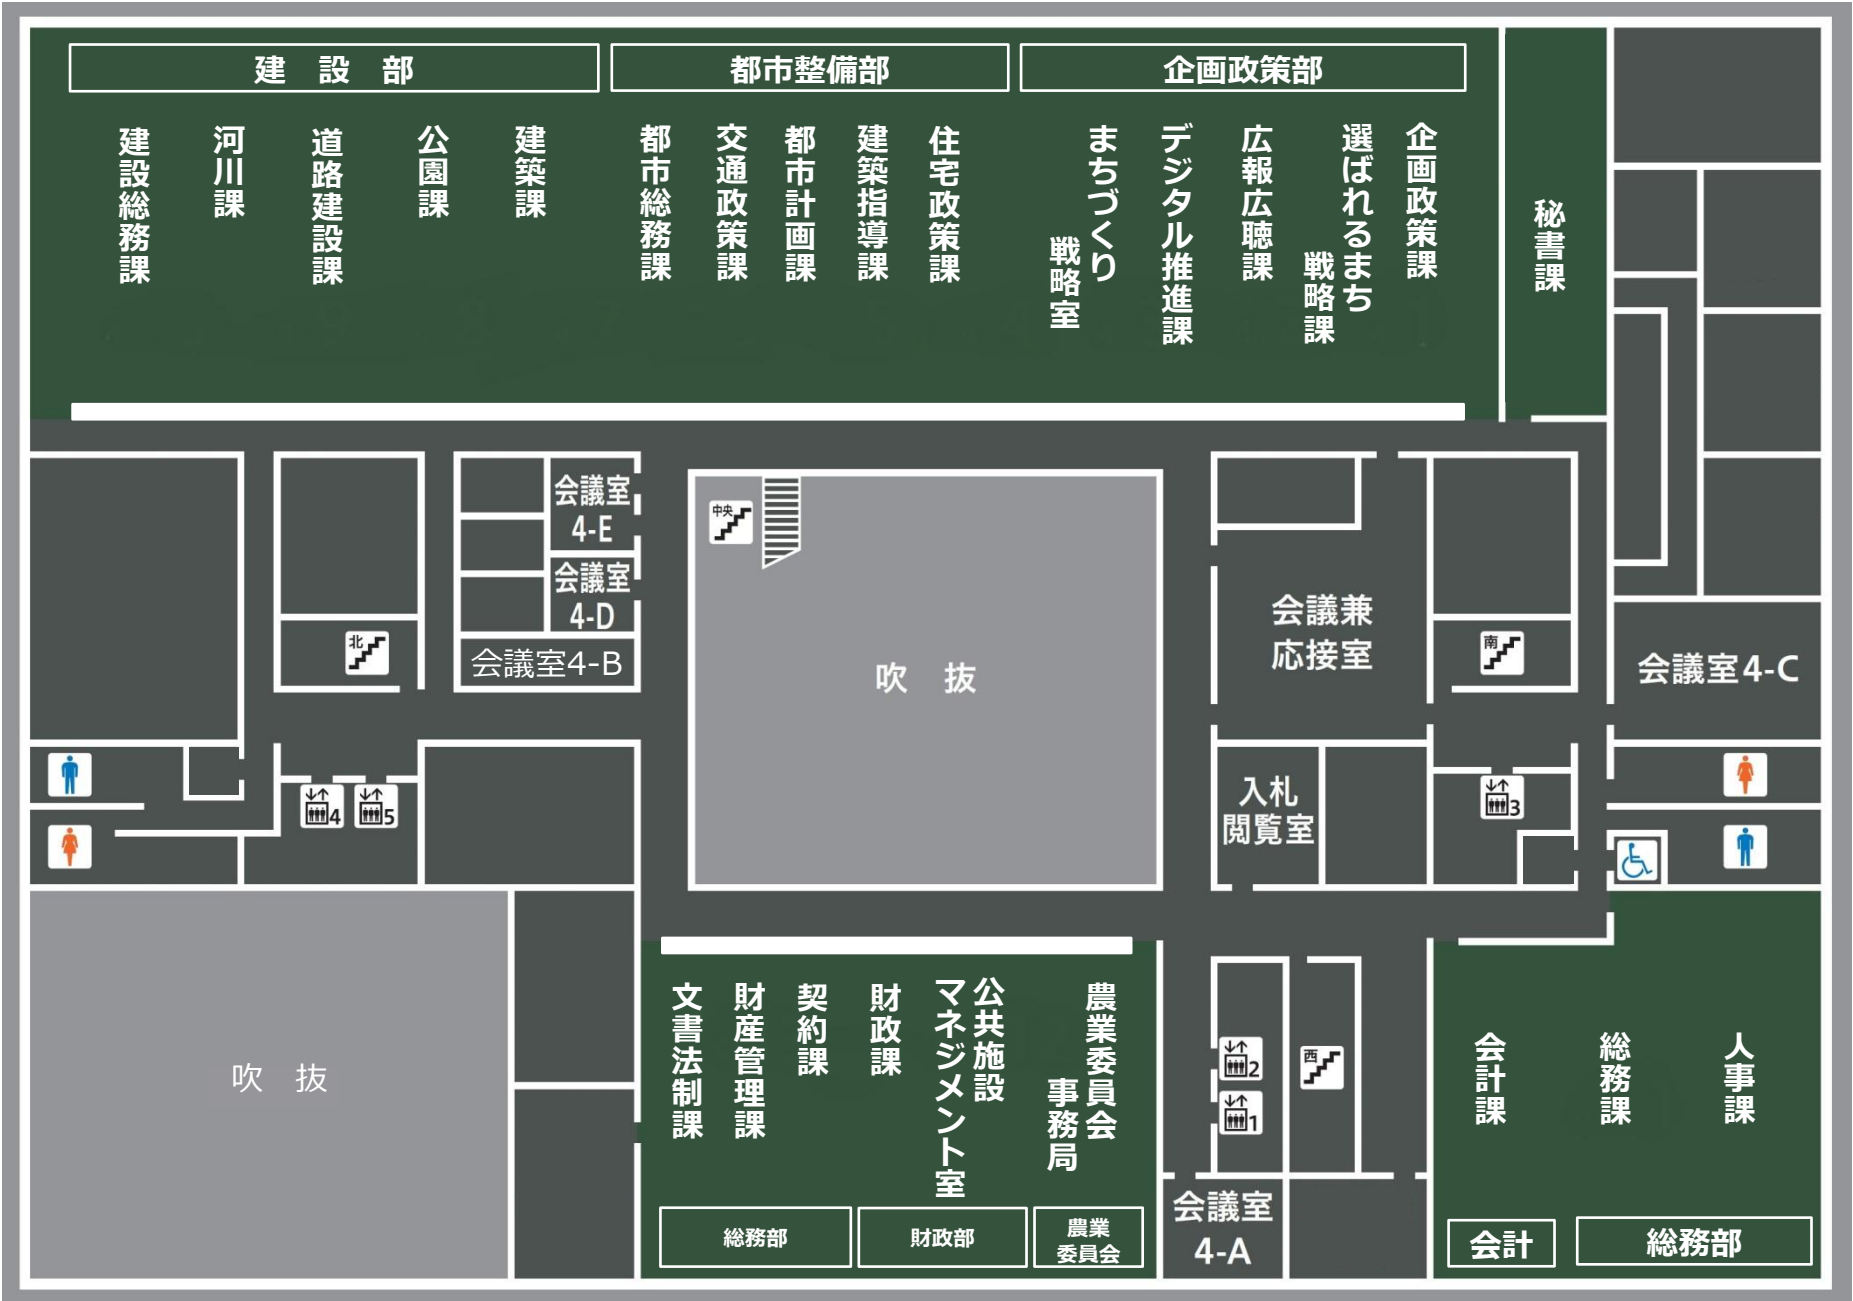 建設部
都市整備部
企画政策部
建設総務課
河川課
道路建設課
公園課
建築課
都市総務課
交通政策課
都市計画課
建築指導課
住宅政策課
まちづくり
戦略室
デジタル推進課
広報広聴課
選ばれるまち
戦略課
企画政策課
秘書課
会議室
4-E
会議室
4-D
会議室4-B
北
中央
吹 抜
会議兼
応接室
南
会議室4-C
4
5
入札
閲覧室
3
吹 抜
文書法制課
財産管理課
契約課
財政課
公共施設
マネジメント室
農業委員会
事務局
総務部
財政部
農業
委員会
2
1
西
会議室
4-A
会計課
総務課
人事課
会計
総務部